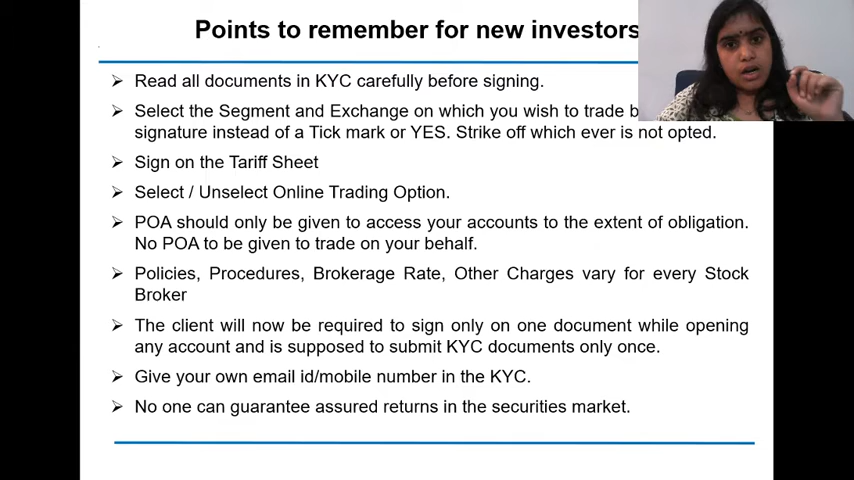 Points to remember for new investors
Read all documents in KYC carefully before signing.
Select the Segment and Exchange on which you wish to trade b
signature instead of a Tick mark or YES. Strike off which ever is not opted.
Sign on the Tariff Sheet
Select / Unselect Online Trading Option.
POA should only be given to access your accounts to the extent of obligation.
No POA to be given to trade on your behalf.
Policies, Procedures, Brokerage Rate, Other Charges vary for every Stock
Broker
The client will now be required to sign only on one document while opening
any account and is supposed to submit KYC documents only once.
Give your own email id/mobile number in the KYC.
No one can guarantee assured returns in the securities market.